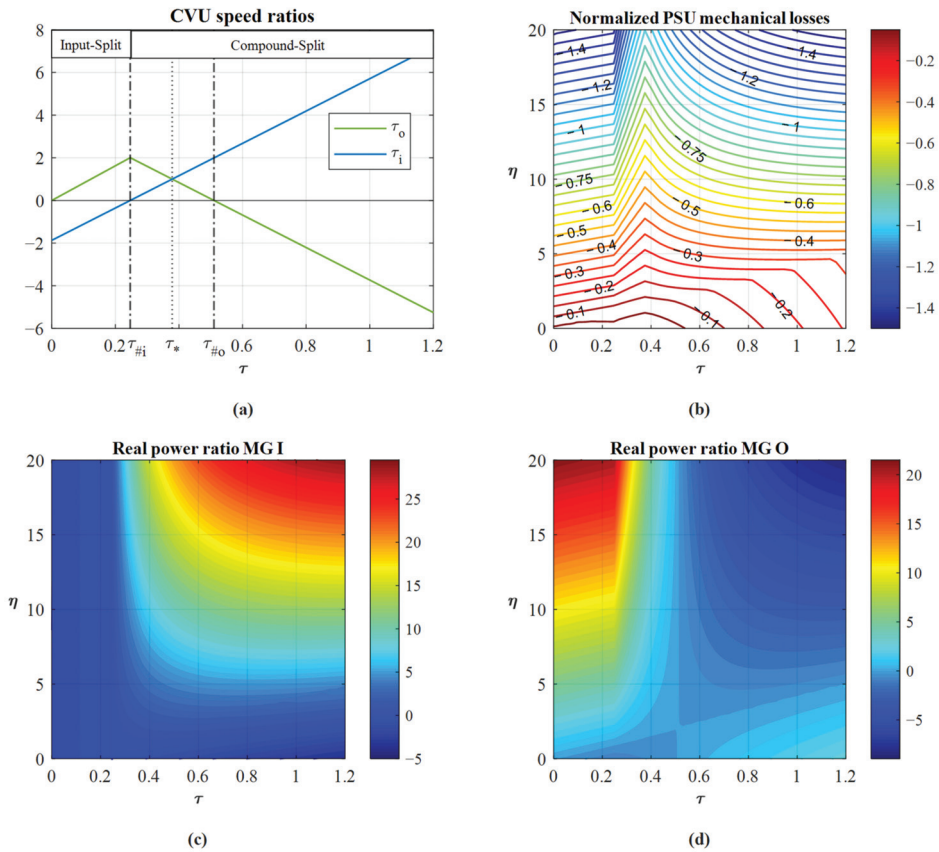 CVU speed ratios
8
Input-Split
Compound-Split
6
4
2
0
−2
−4
−6
τo
τi
0
0.2
τ#i
τ*
τ#o
0.6
0.8
1
1.2
τ
(a)
Normalized PSU mechanical losses
20
15
η
10
5
0
−1.4
−1.4
−1.2
1.2
−1
−1
−0.75
−0.75
−0.6
−0.6
−0.5
−0.5
−0.4
−0.4
−0.3
−0.3
−0.2
−0.1
−0.1
0 0.2 0.4 0.6 0.8 1 1.2
τ
−0.2
−0.4
−0.6
−0.8
−1
−1.2
−1.4
(b)
Real power ratio MG I
20
15
η
10
5
0
0 0.2 0.4 0.6 0.8 1 1.2
τ
25
20
15
10
5
0
−5
(c)
Real power ratio MG O
20
15
η
10
5
0
0 0.2 0.4 0.6 0.8 1 1.2
τ
20
15
10
5
0
−5
(d)